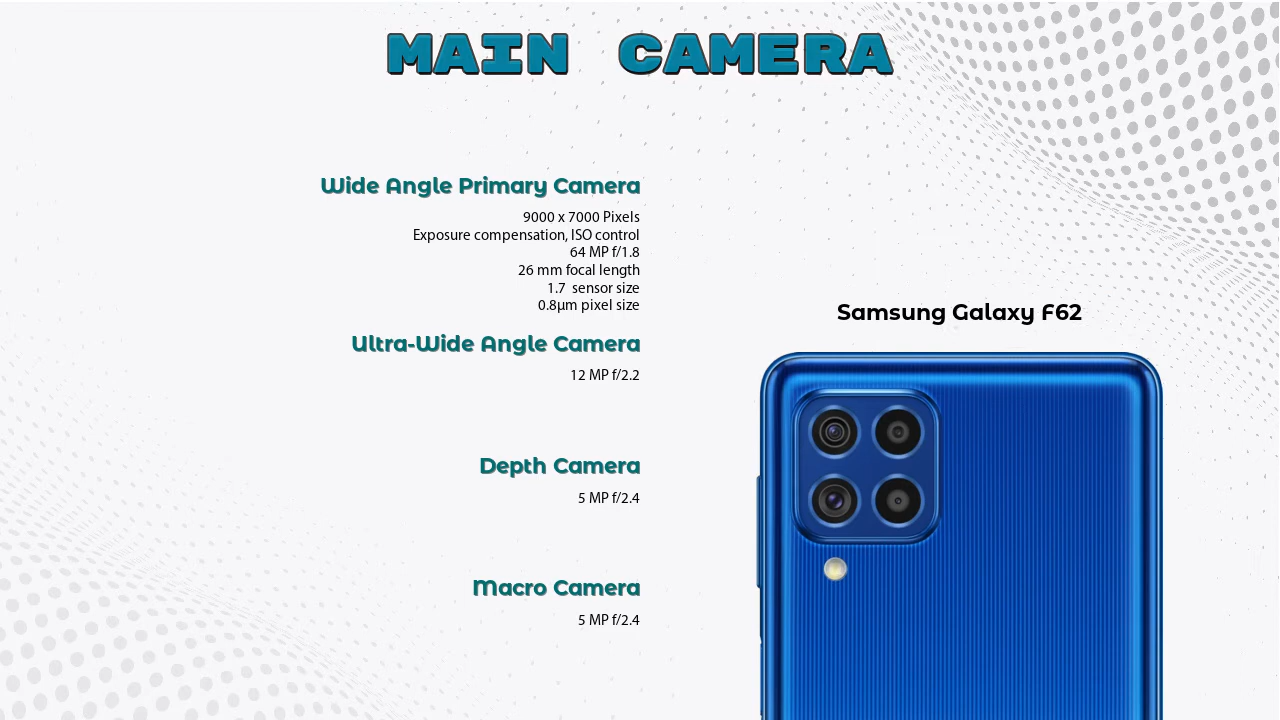 MAIN CAMERA
Wide Angle Primary Camera
9000 x 7000 Pixels
Exposure compensation, ISO control
64 MP f/1.8
26 mm focal length
1.7 sensor size
0.8µm pixel size
Ultra-Wide Angle Camera
12 MP f/2.2
Depth Camera
5 MP f/2.4
Macro Camera
5 MP f/2.4
Samsung Galaxy F62